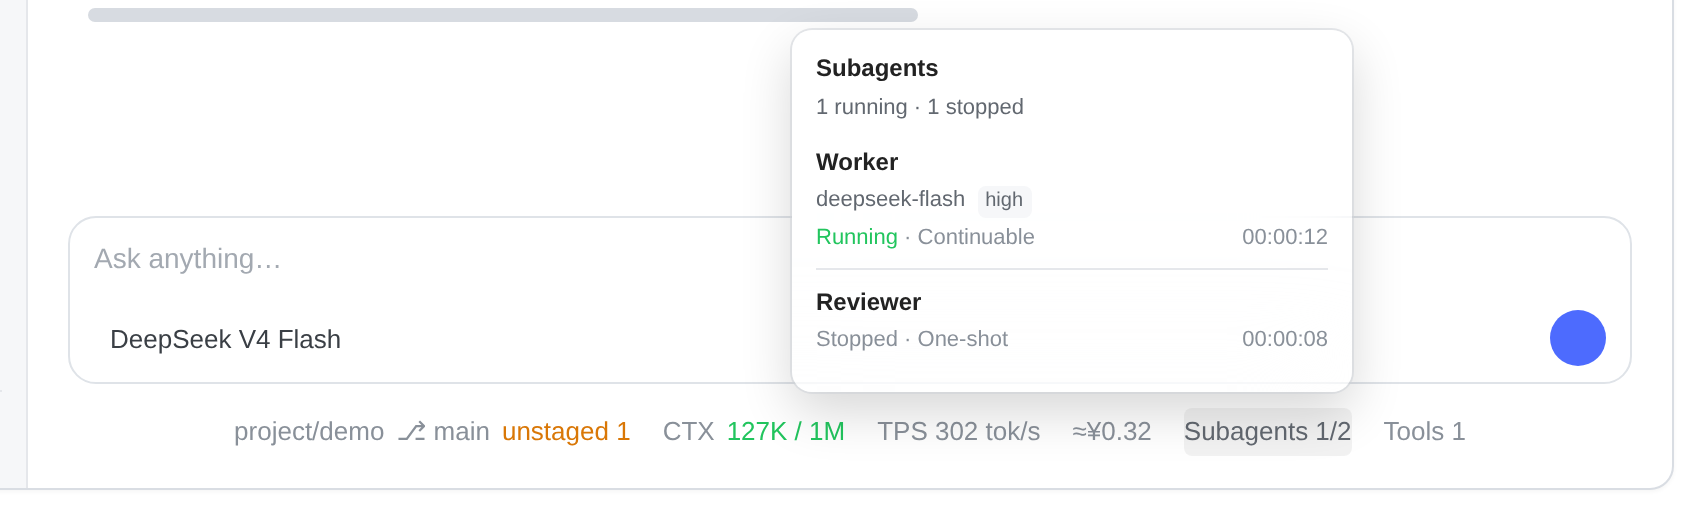 Subagents
1 running · 1 stopped
Worker
deepseek-flash high
Running · Continuable 00:00:12
Reviewer
Stopped · One-shot 00:00:08
Ask anything…
DeepSeek V4 Flash
project/demo ⎇ main unstaged 1 CTX 127K / 1M TPS 302 tok/s ≈¥0.32 Subagents 1/2 Tools 1